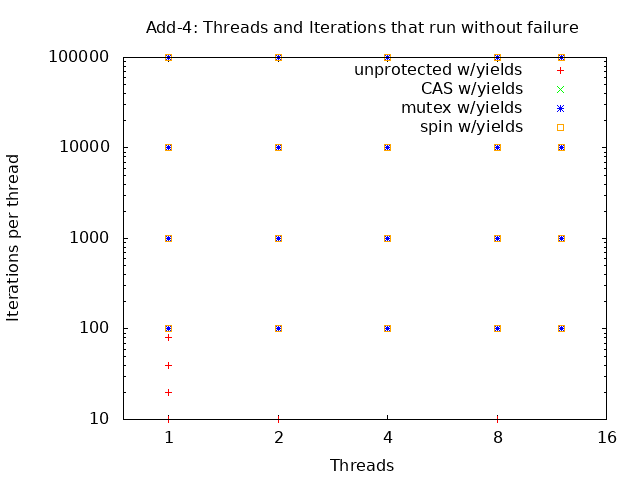 Add-4: Threads and Iterations that run without failure
Iterations per thread
100000
10000
1000
100
10
unprotected w/yields
CAS w/yields
mutex w/yields
spin w/yields
1 2 4 8 16
Threads